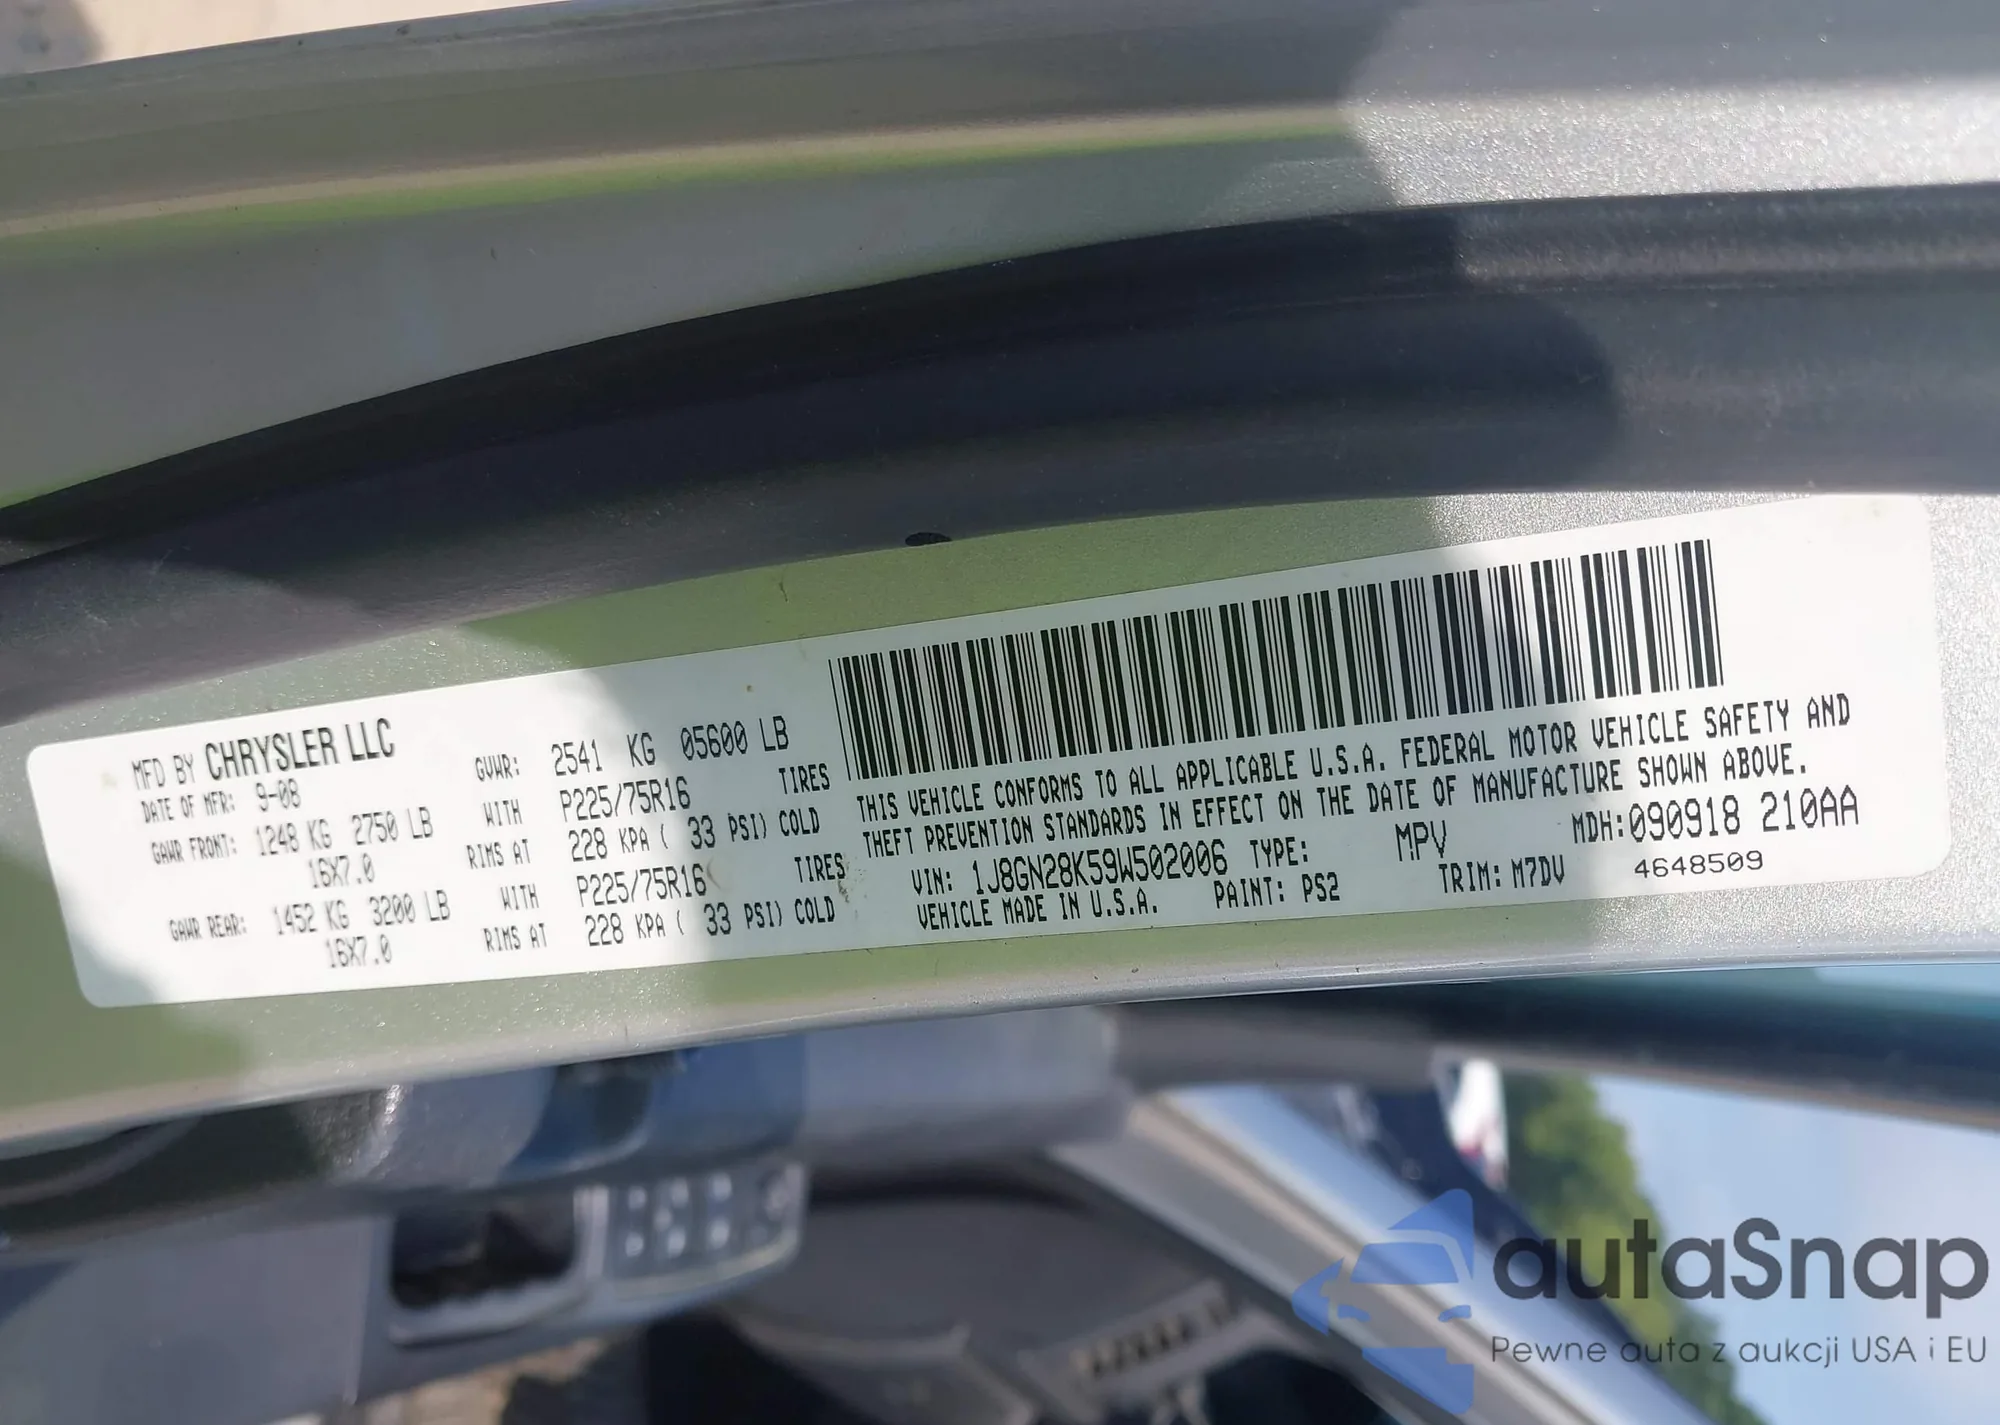 MFD BY CHRYSLER LLC
DATE OF MFR: 9-08
GVWR: 2541 KG 05600 LB
GAWR FRONT: 1248 KG 2750 LB WITH P225/75R16 TIRES
16X7.0 RIMS AT 228 KPA ( 33 PSI) COLD
GAWR REAR: 1452 KG 3200 LB WITH P225/75R16 TIRES
16X7.0 RIMS AT 228 KPA ( 33 PSI) COLD
THIS VEHICLE CONFORMS TO ALL APPLICABLE U.S.A. FEDERAL MOTOR VEHICLE SAFETY AND
THEFT PREVENTION STANDARDS IN EFFECT ON THE DATE OF MANUFACTURE SHOWN ABOVE.
VIN: 1J8GN28K59W502006 TYPE: MPV MDH:090918 210AA
VEHICLE MADE IN U.S.A. PAINT: PS2 TRIM: M7DV 4648509
autaSnap
Pewne auta z aukcji USA i EU